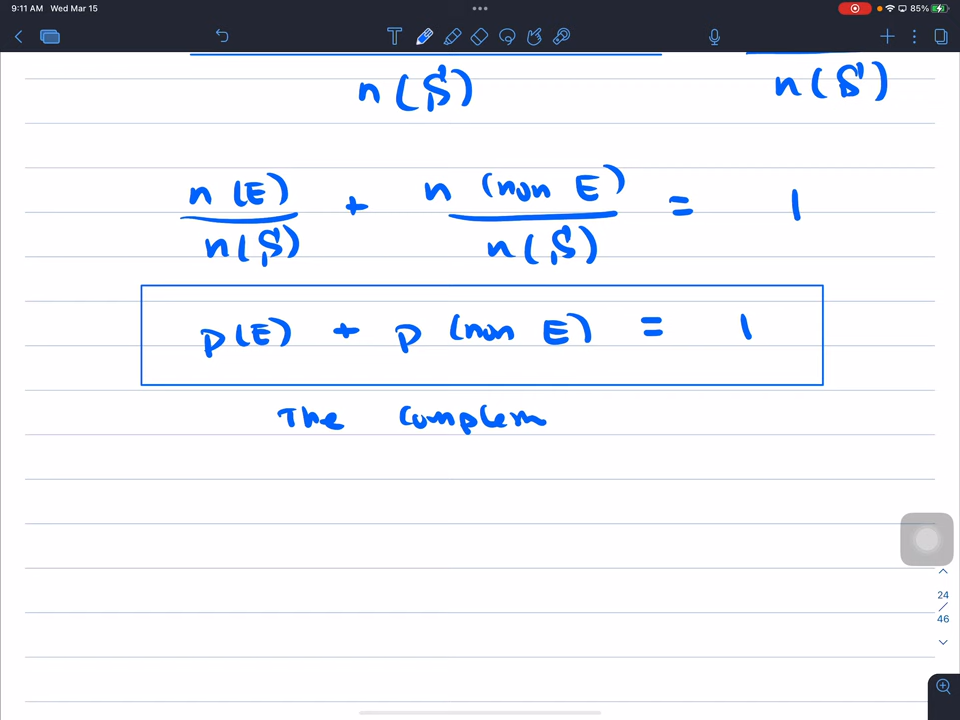 9:11 AM Wed Mar 15
85%
n(S) n(S)
n(E) + n(non E) = 1
n(S) n(S)
P(E) + P(non E) = 1
The Complem
24
/
46